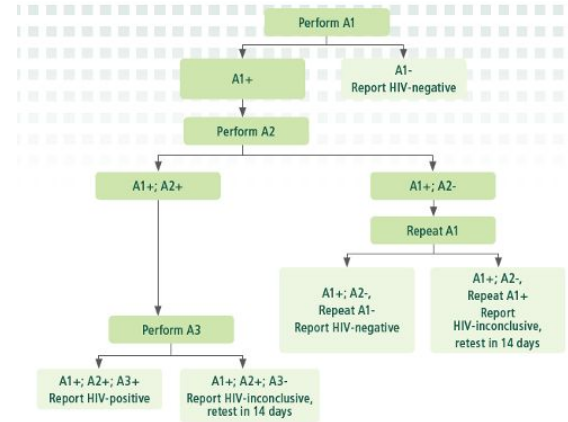 Perform A1
A1+
A1-
Report HIV-negative
Perform A2
A1+; A2+
A1+; A2-
Repeat A1
A1+; A2-,
Repeat A1-
Report HIV-negative
A1+; A2-,
Repeat A1+
Report
HIV-inconclusive,
retest in 14 days
Perform A3
A1+; A2+; A3+
Report HIV-positive
A1+; A2+; A3-
Report HIV-inconclusive,
retest in 14 days